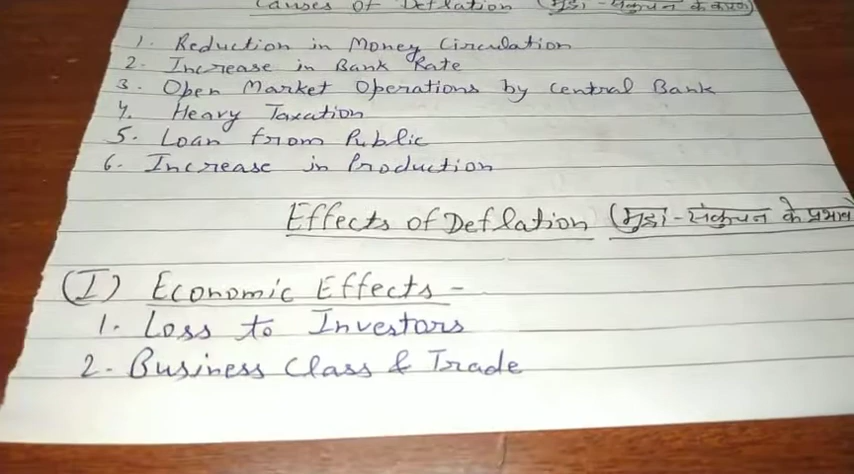 Causes of Deflation (मुद्रा-संकुचन के कारण)
1. Reduction in Money Circulation
2. Increase in Bank Rate
3. Open Market Operations by Central Bank
4. Heavy Taxation
5. Loan from Public
6. Increase in Production
Effects of Deflation (मुद्रा-संकुचन के प्रभाव
(I) Economic Effects -
1. Loss to Investors
2. Business Class & Trade